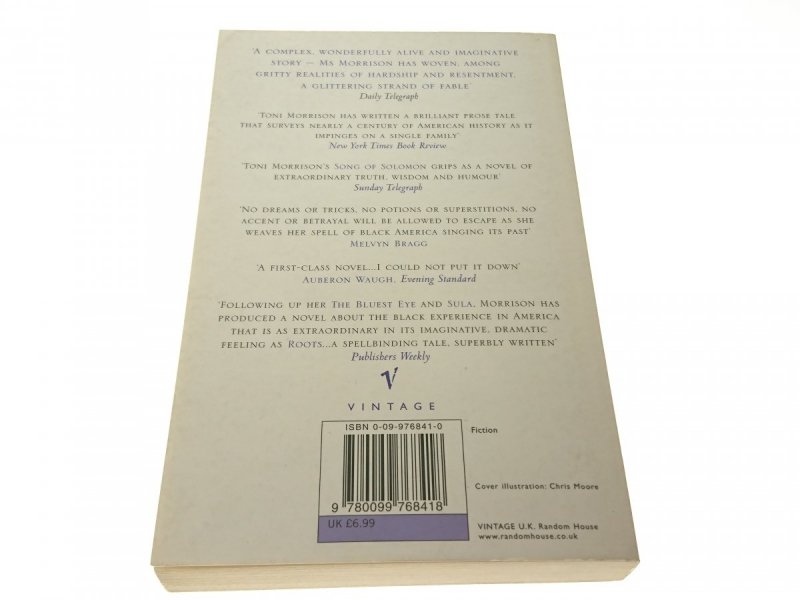 ‘A COMPLEX, WONDERFULLY ALIVE AND IMAGINATIVE
STORY – MS MORRISON HAS WOVEN, AMONG
GRITTY REALITIES OF HARDSHIP AND RESENTMENT,
A GLITTERING STRAND OF FABLE’
Daily Telegraph
‘TONI MORRISON HAS WRITTEN A BRILLIANT PROSE TALE
THAT SURVEYS NEARLY A CENTURY OF AMERICAN HISTORY AS IT
IMPINGES ON A SINGLE FAMILY’
New York Times Book Review
‘TONI MORRISON’S SONG OF SOLOMON GRIPS AS A NOVEL OF
EXTRAORDINARY TRUTH, WISDOM AND HUMOUR’
Sunday Telegraph
‘NO DREAMS OR TRICKS, NO POTIONS OR SUPERSTITIONS, NO
ACCENT OR BETRAYAL WILL BE ALLOWED TO ESCAPE AS SHE
WEAVES HER SPELL OF BLACK AMERICA SINGING ITS PAST’
MELVYN BRAGG
‘A FIRST-CLASS NOVEL...I COULD NOT PUT IT DOWN’
AUBERON WAUGH, Evening Standard
‘FOLLOWING UP HER THE BLUEST EYE AND SULA, MORRISON HAS
PRODUCED A NOVEL ABOUT THE BLACK EXPERIENCE IN AMERICA
THAT IS AS EXTRAORDINARY IN ITS IMAGINATIVE, DRAMATIC
FEELING AS ROOTS...A SPELLBINDING TALE, SUPERBLY WRITTEN’
Publishers Weekly
V
VINTAGE
ISBN 0-09-976841-0
9 780099 768418
UK £6.99
Fiction
Cover illustration: Chris Moore
VINTAGE U.K. Random House
www.randomhouse.co.uk